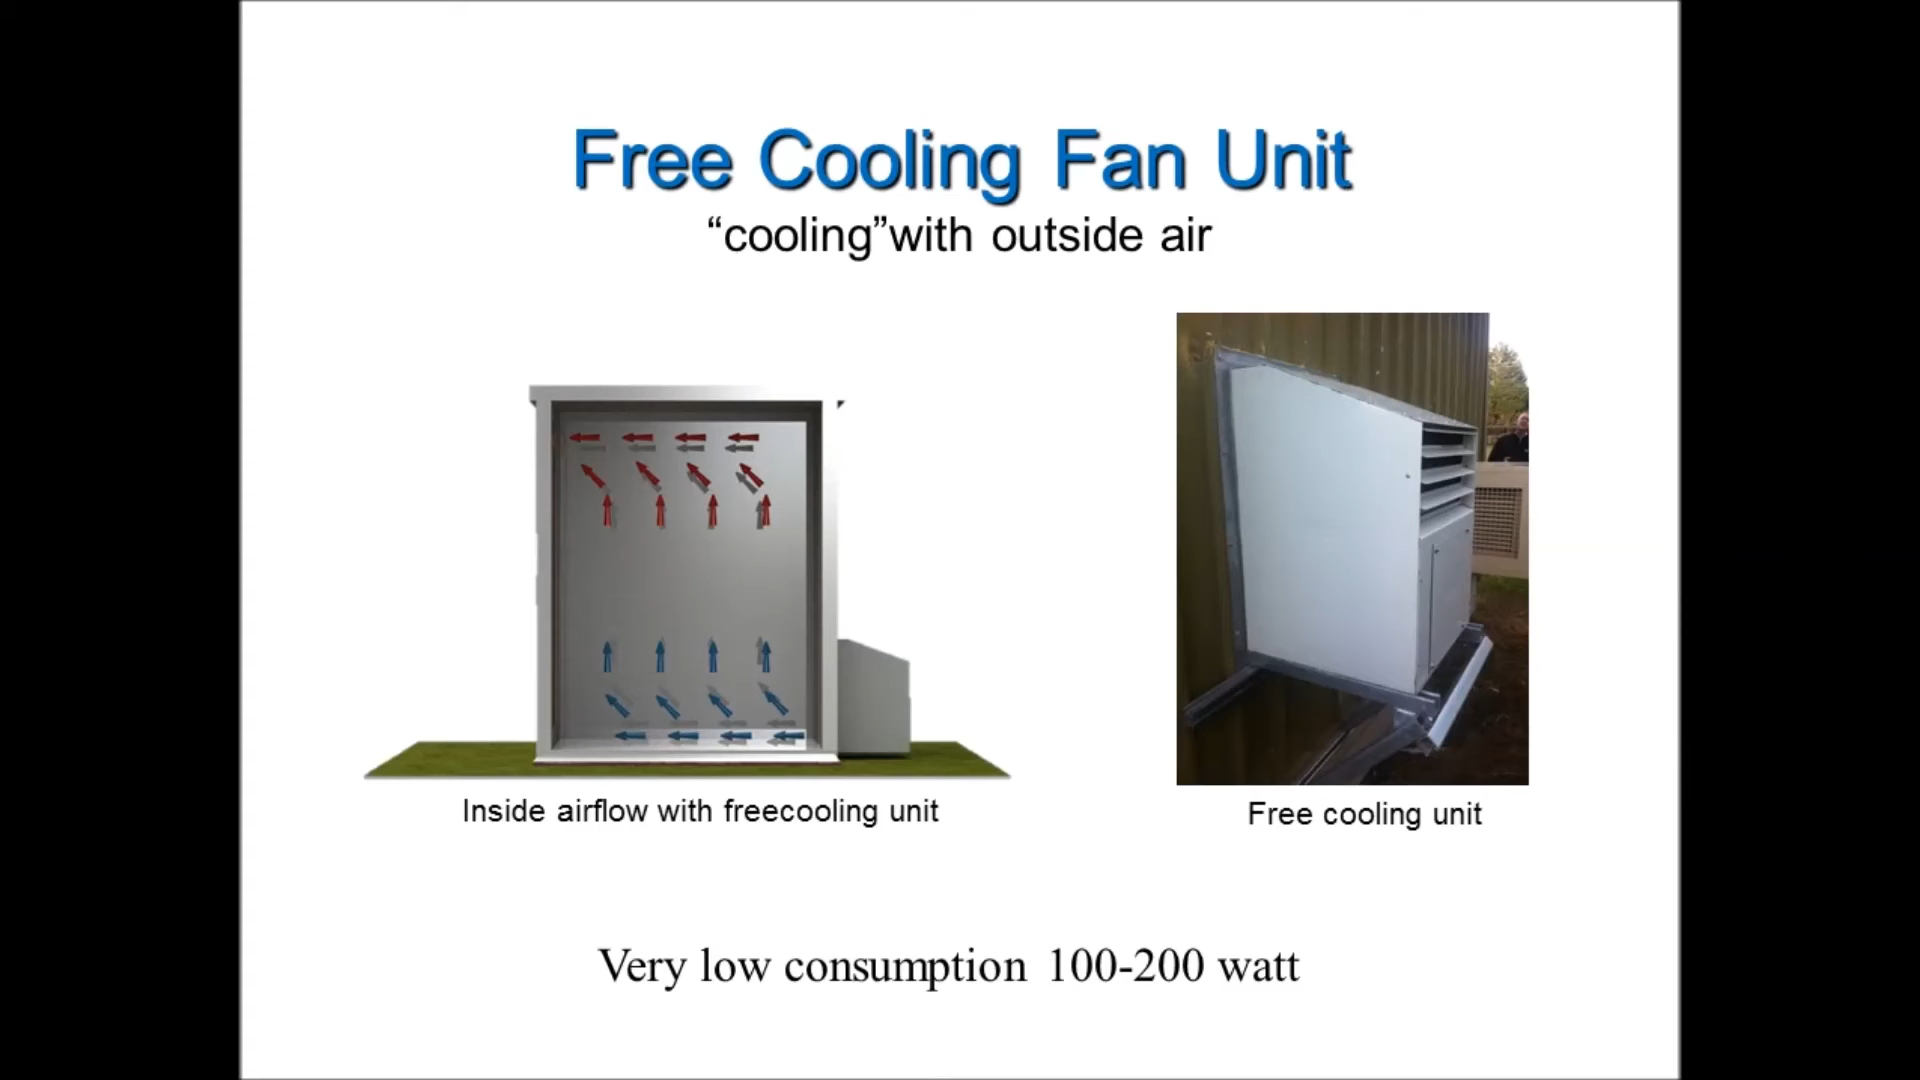 Free Cooling Fan Unit
“cooling”with outside air
Inside airflow with freecooling unit
Free cooling unit
Very low consumption 100-200 watt